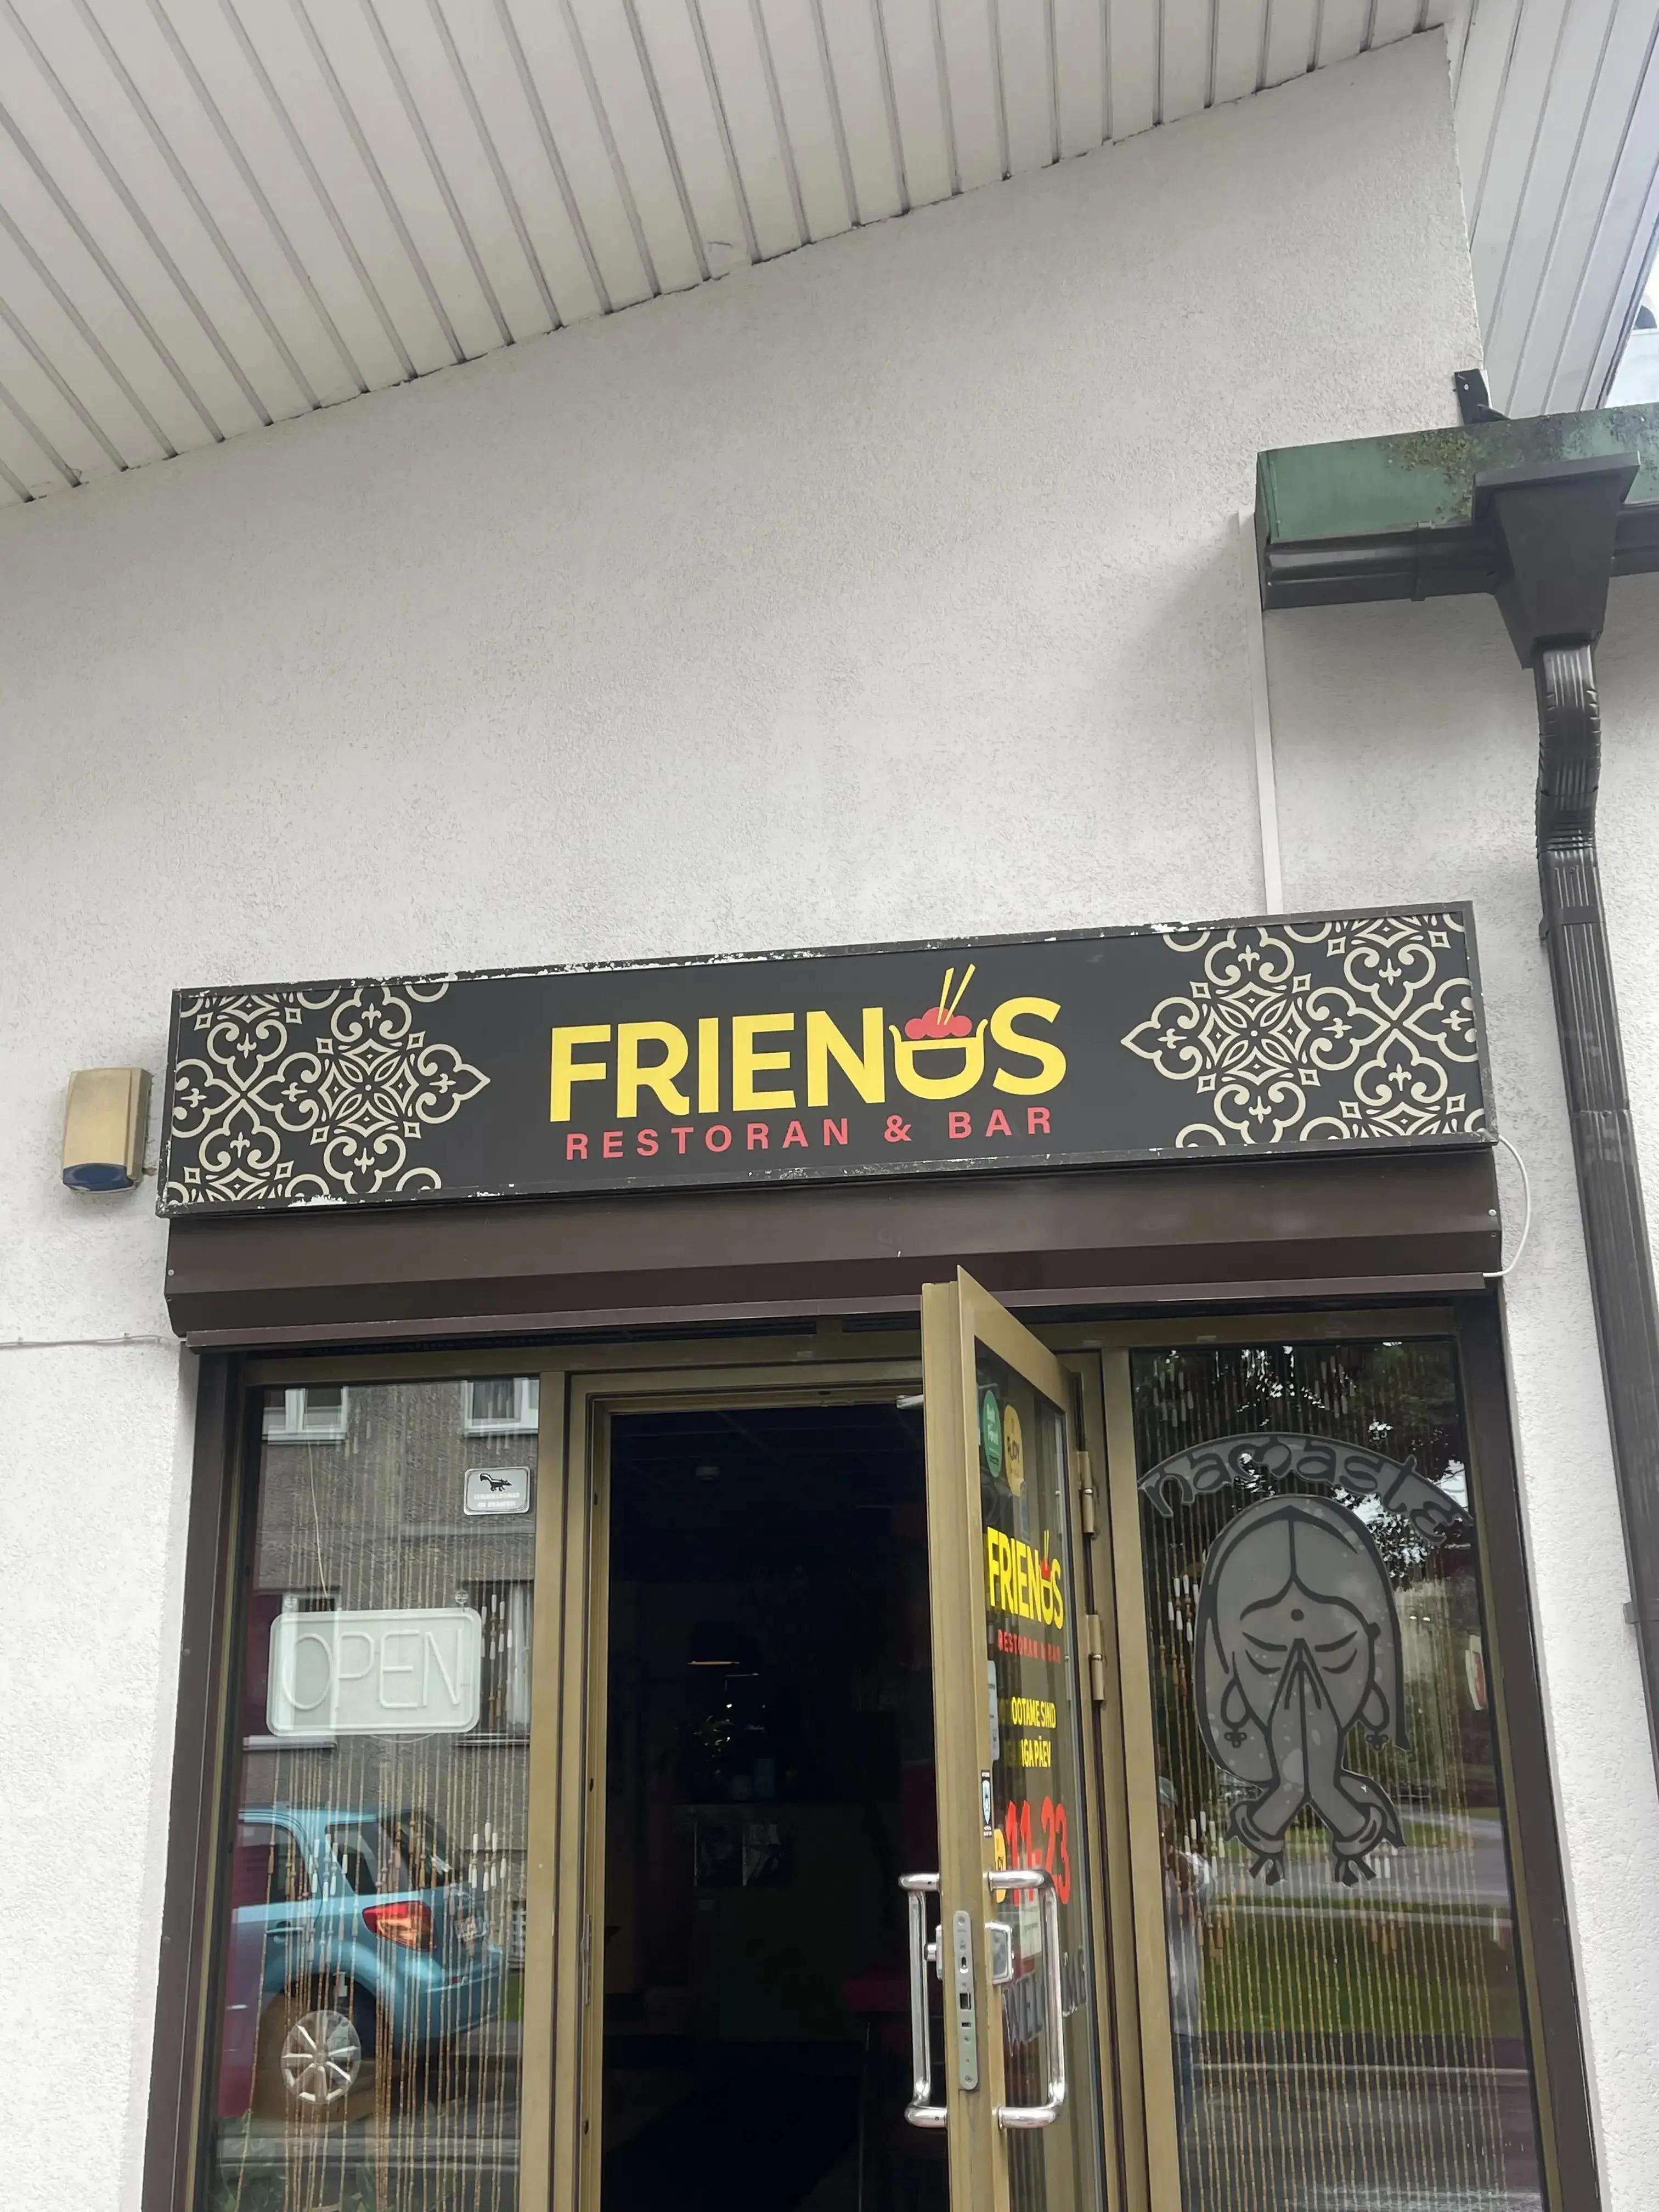 FRIENDS
RESTORAN & BAR
OPEN
namaste
FRIENDS
RESTORAN & BAR
OOTAME SIND
IGA PÄEV
11-23